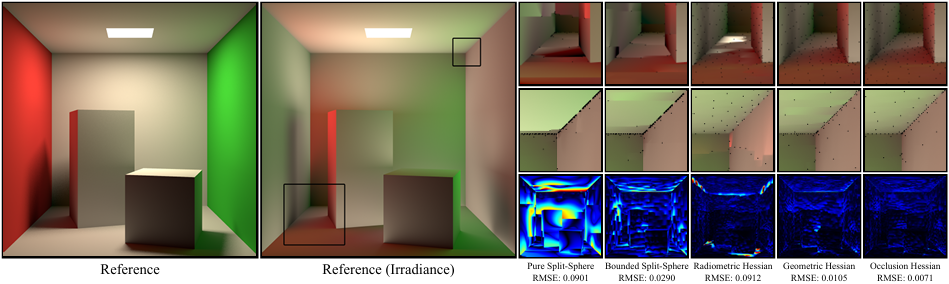 Reference
Reference (Irradiance)
Pure Split-Sphere
RMSE: 0.0901
Bounded Split-Sphere
RMSE: 0.0290
Radiometric Hessian
RMSE: 0.0912
Geometric Hessian
RMSE: 0.0105
Occlusion Hessian
RMSE: 0.0071